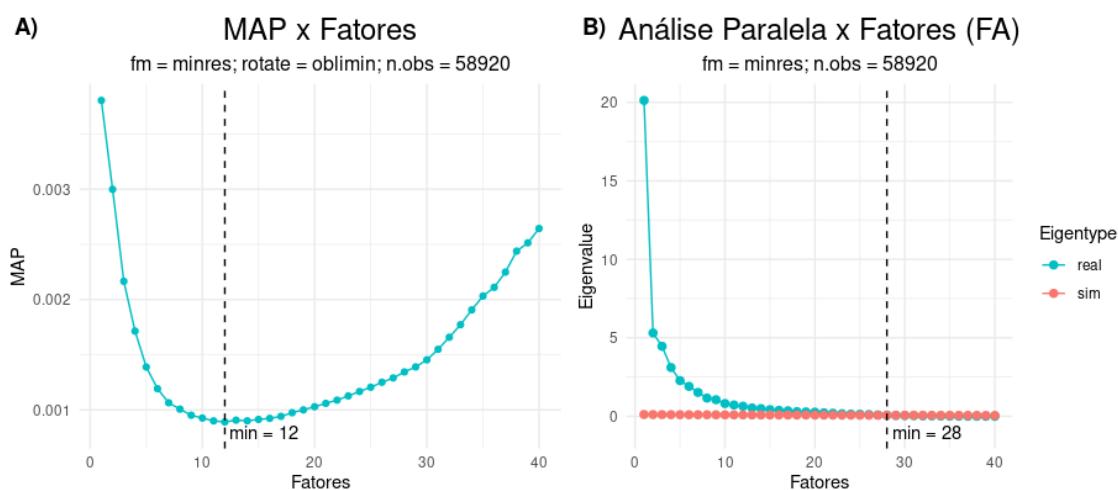 A)
MAP x Fatores
fm = minres; rotate = oblimin; n.obs = 58920
MAP
0.003
0.002
0.001
min = 12
0
10
20
30
40
Fatores
B)
Análise Paralela x Fatores (FA)
fm = minres; n.obs = 58920
Eigenvalue
20
15
10
5
0
min = 28
0
10
20
30
40
Fatores
Eigentype
real
sim